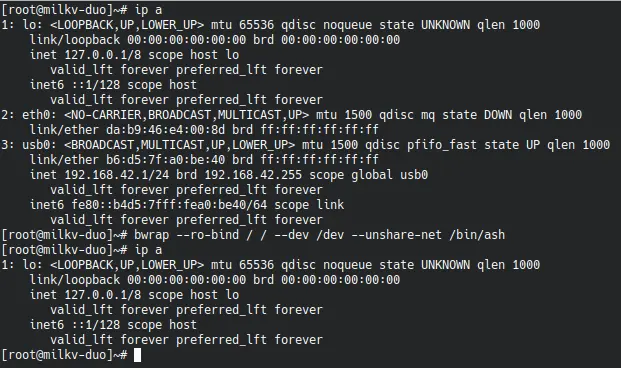 [root@milkv-duo]~# ip a
1: lo: <LOOPBACK,UP,LOWER_UP> mtu 65536 qdisc noqueue state UNKNOWN qlen 1000
    link/loopback 00:00:00:00:00:00 brd 00:00:00:00:00:00
    inet 127.0.0.1/8 scope host lo
       valid_lft forever preferred_lft forever
    inet6 ::1/128 scope host
       valid_lft forever preferred_lft forever
2: eth0: <NO-CARRIER,BROADCAST,MULTICAST,UP> mtu 1500 qdisc mq state DOWN qlen 1000
    link/ether da:b9:46:e4:00:8d brd ff:ff:ff:ff:ff:ff
3: usb0: <BROADCAST,MULTICAST,UP,LOWER_UP> mtu 1500 qdisc pfifo_fast state UP qlen 1000
    link/ether b6:d5:7f:a0:be:40 brd ff:ff:ff:ff:ff:ff
    inet 192.168.42.1/24 brd 192.168.42.255 scope global usb0
       valid_lft forever preferred_lft forever
    inet6 fe80::b4d5:7fff:fea0:be40/64 scope link
       valid_lft forever preferred_lft forever
[root@milkv-duo]~# bwrap --ro-bind / / --dev /dev --unshare-net /bin/ash
[root@milkv-duo]~# ip a
1: lo: <LOOPBACK,UP,LOWER_UP> mtu 65536 qdisc noqueue state UNKNOWN qlen 1000
    link/loopback 00:00:00:00:00:00 brd 00:00:00:00:00:00
    inet 127.0.0.1/8 scope host lo
       valid_lft forever preferred_lft forever
    inet6 ::1/128 scope host
       valid_lft forever preferred_lft forever
[root@milkv-duo]~#